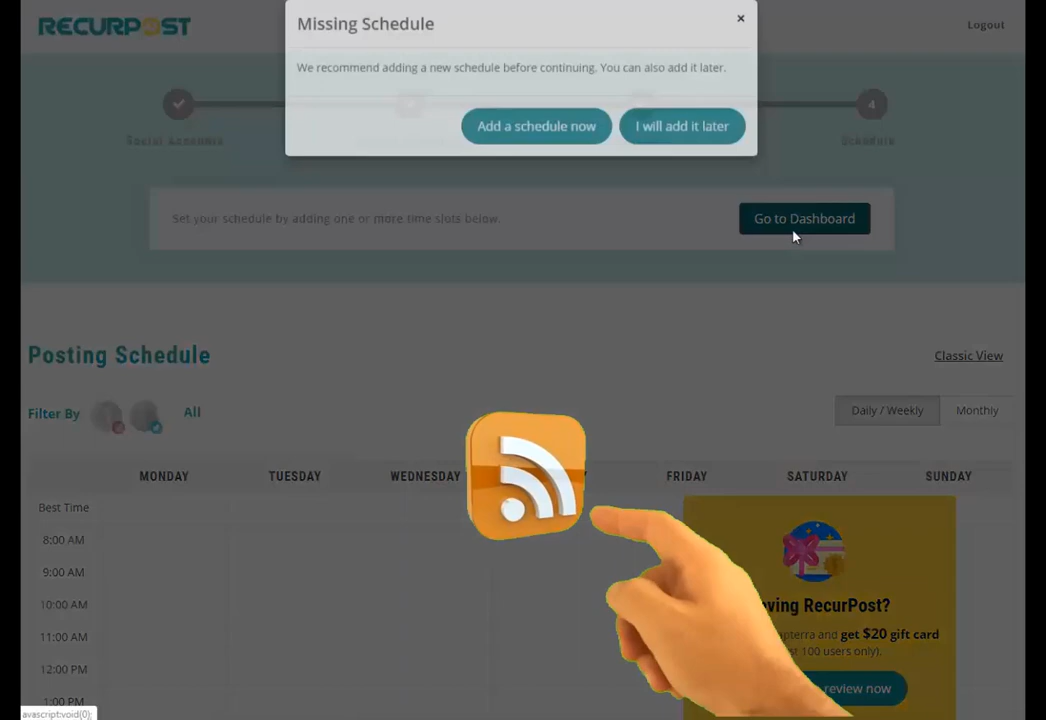 RECURPOST
Missing Schedule
×
Logout
We recommend adding a new schedule before continuing. You can also add it later.
Add a schedule now
I will add it later
4
Social Accounts
Schedule
Set your schedule by adding one or more time slots below.
Go to Dashboard
Posting Schedule
Classic View
Filter By
All
Daily / Weekly
Monthly
MONDAY
TUESDAY
WEDNESDAY
FRIDAY
SATURDAY
SUNDAY
Best Time
8:00 AM
9:00 AM
10:00 AM
11:00 AM
12:00 PM
1:00 PM
RecurPost?
and get $20 gift card
100 users only).
review now
avascript:void(0);